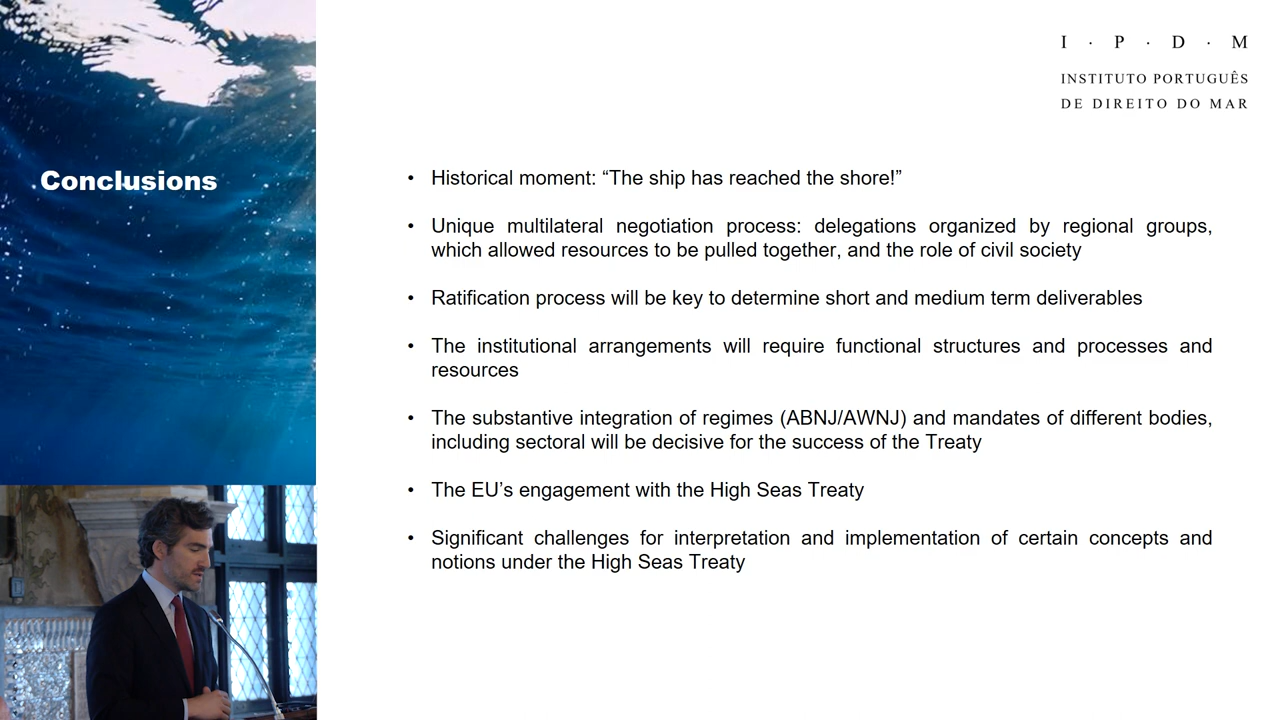 I · P · D · M
INSTITUTO PORTUGUÊS
DE DIREITO DO MAR
Conclusions
• Historical moment: “The ship has reached the shore!”
• Unique multilateral negotiation process: delegations organized by regional groups,
which allowed resources to be pulled together, and the role of civil society
• Ratification process will be key to determine short and medium term deliverables
• The institutional arrangements will require functional structures and processes and
resources
• The substantive integration of regimes (ABNJ/AWNJ) and mandates of different bodies,
including sectoral will be decisive for the success of the Treaty
• The EU’s engagement with the High Seas Treaty
• Significant challenges for interpretation and implementation of certain concepts and
notions under the High Seas Treaty